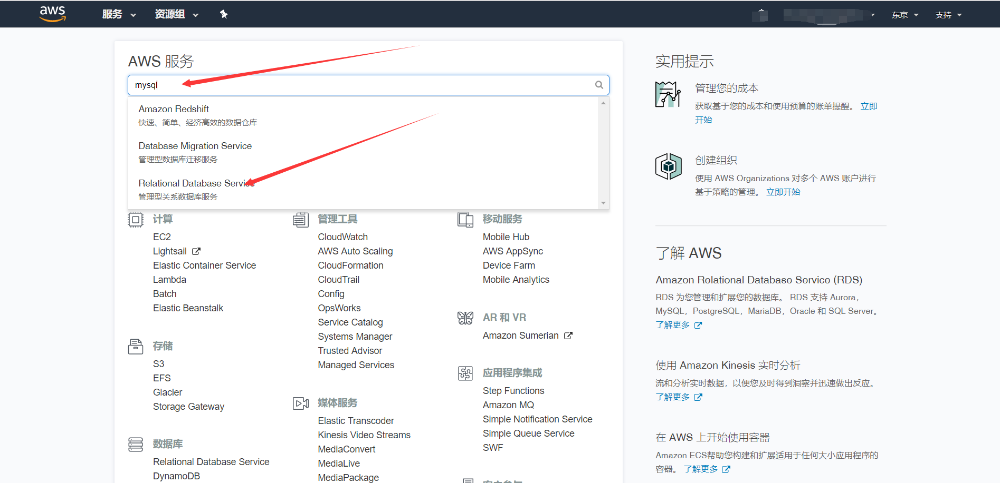 aws
服务
资源组
东京
支持
AWS 服务
mysql
Amazon Redshift
快速、简单、经济高效的数据仓库
Database Migration Service
管理型数据库迁移服务
Relational Database Service
管理型关系数据库服务
计算
EC2
Lightsail
Elastic Container Service
Lambda
Batch
Elastic Beanstalk
存储
S3
EFS
Glacier
Storage Gateway
数据库
Relational Database Service
DynamoDB
管理工具
CloudWatch
AWS Auto Scaling
CloudFormation
CloudTrail
Config
OpsWorks
Service Catalog
Systems Manager
Trusted Advisor
Managed Services
媒体服务
Elastic Transcoder
Kinesis Video Streams
MediaConvert
MediaLive
MediaPackage
移动服务
Mobile Hub
AWS AppSync
Device Farm
Mobile Analytics
AR 和 VR
Amazon Sumerian
应用程序集成
Step Functions
Amazon MQ
Simple Notification Service
Simple Queue Service
SWF
实用提示
管理您的成本
获取基于您的成本和使用预算的账单提醒。 立即
开始
创建组织
使用 AWS Organizations 对多个 AWS 账户进行
基于策略的管理。 立即开始
了解 AWS
Amazon Relational Database Service (RDS)
RDS 为您管理和扩展您的数据库。 RDS 支持 Aurora，
MySQL，PostgreSQL，MariaDB，Oracle 和 SQL Server。
了解更多
使用 Amazon Kinesis 实时分析
流和分析实时数据，以便您及时得到洞察并迅速做出反应。
了解更多
在 AWS 上开始使用容器
Amazon ECS帮助您构建和扩展适用于任何大小应用程序的
容器。 了解更多